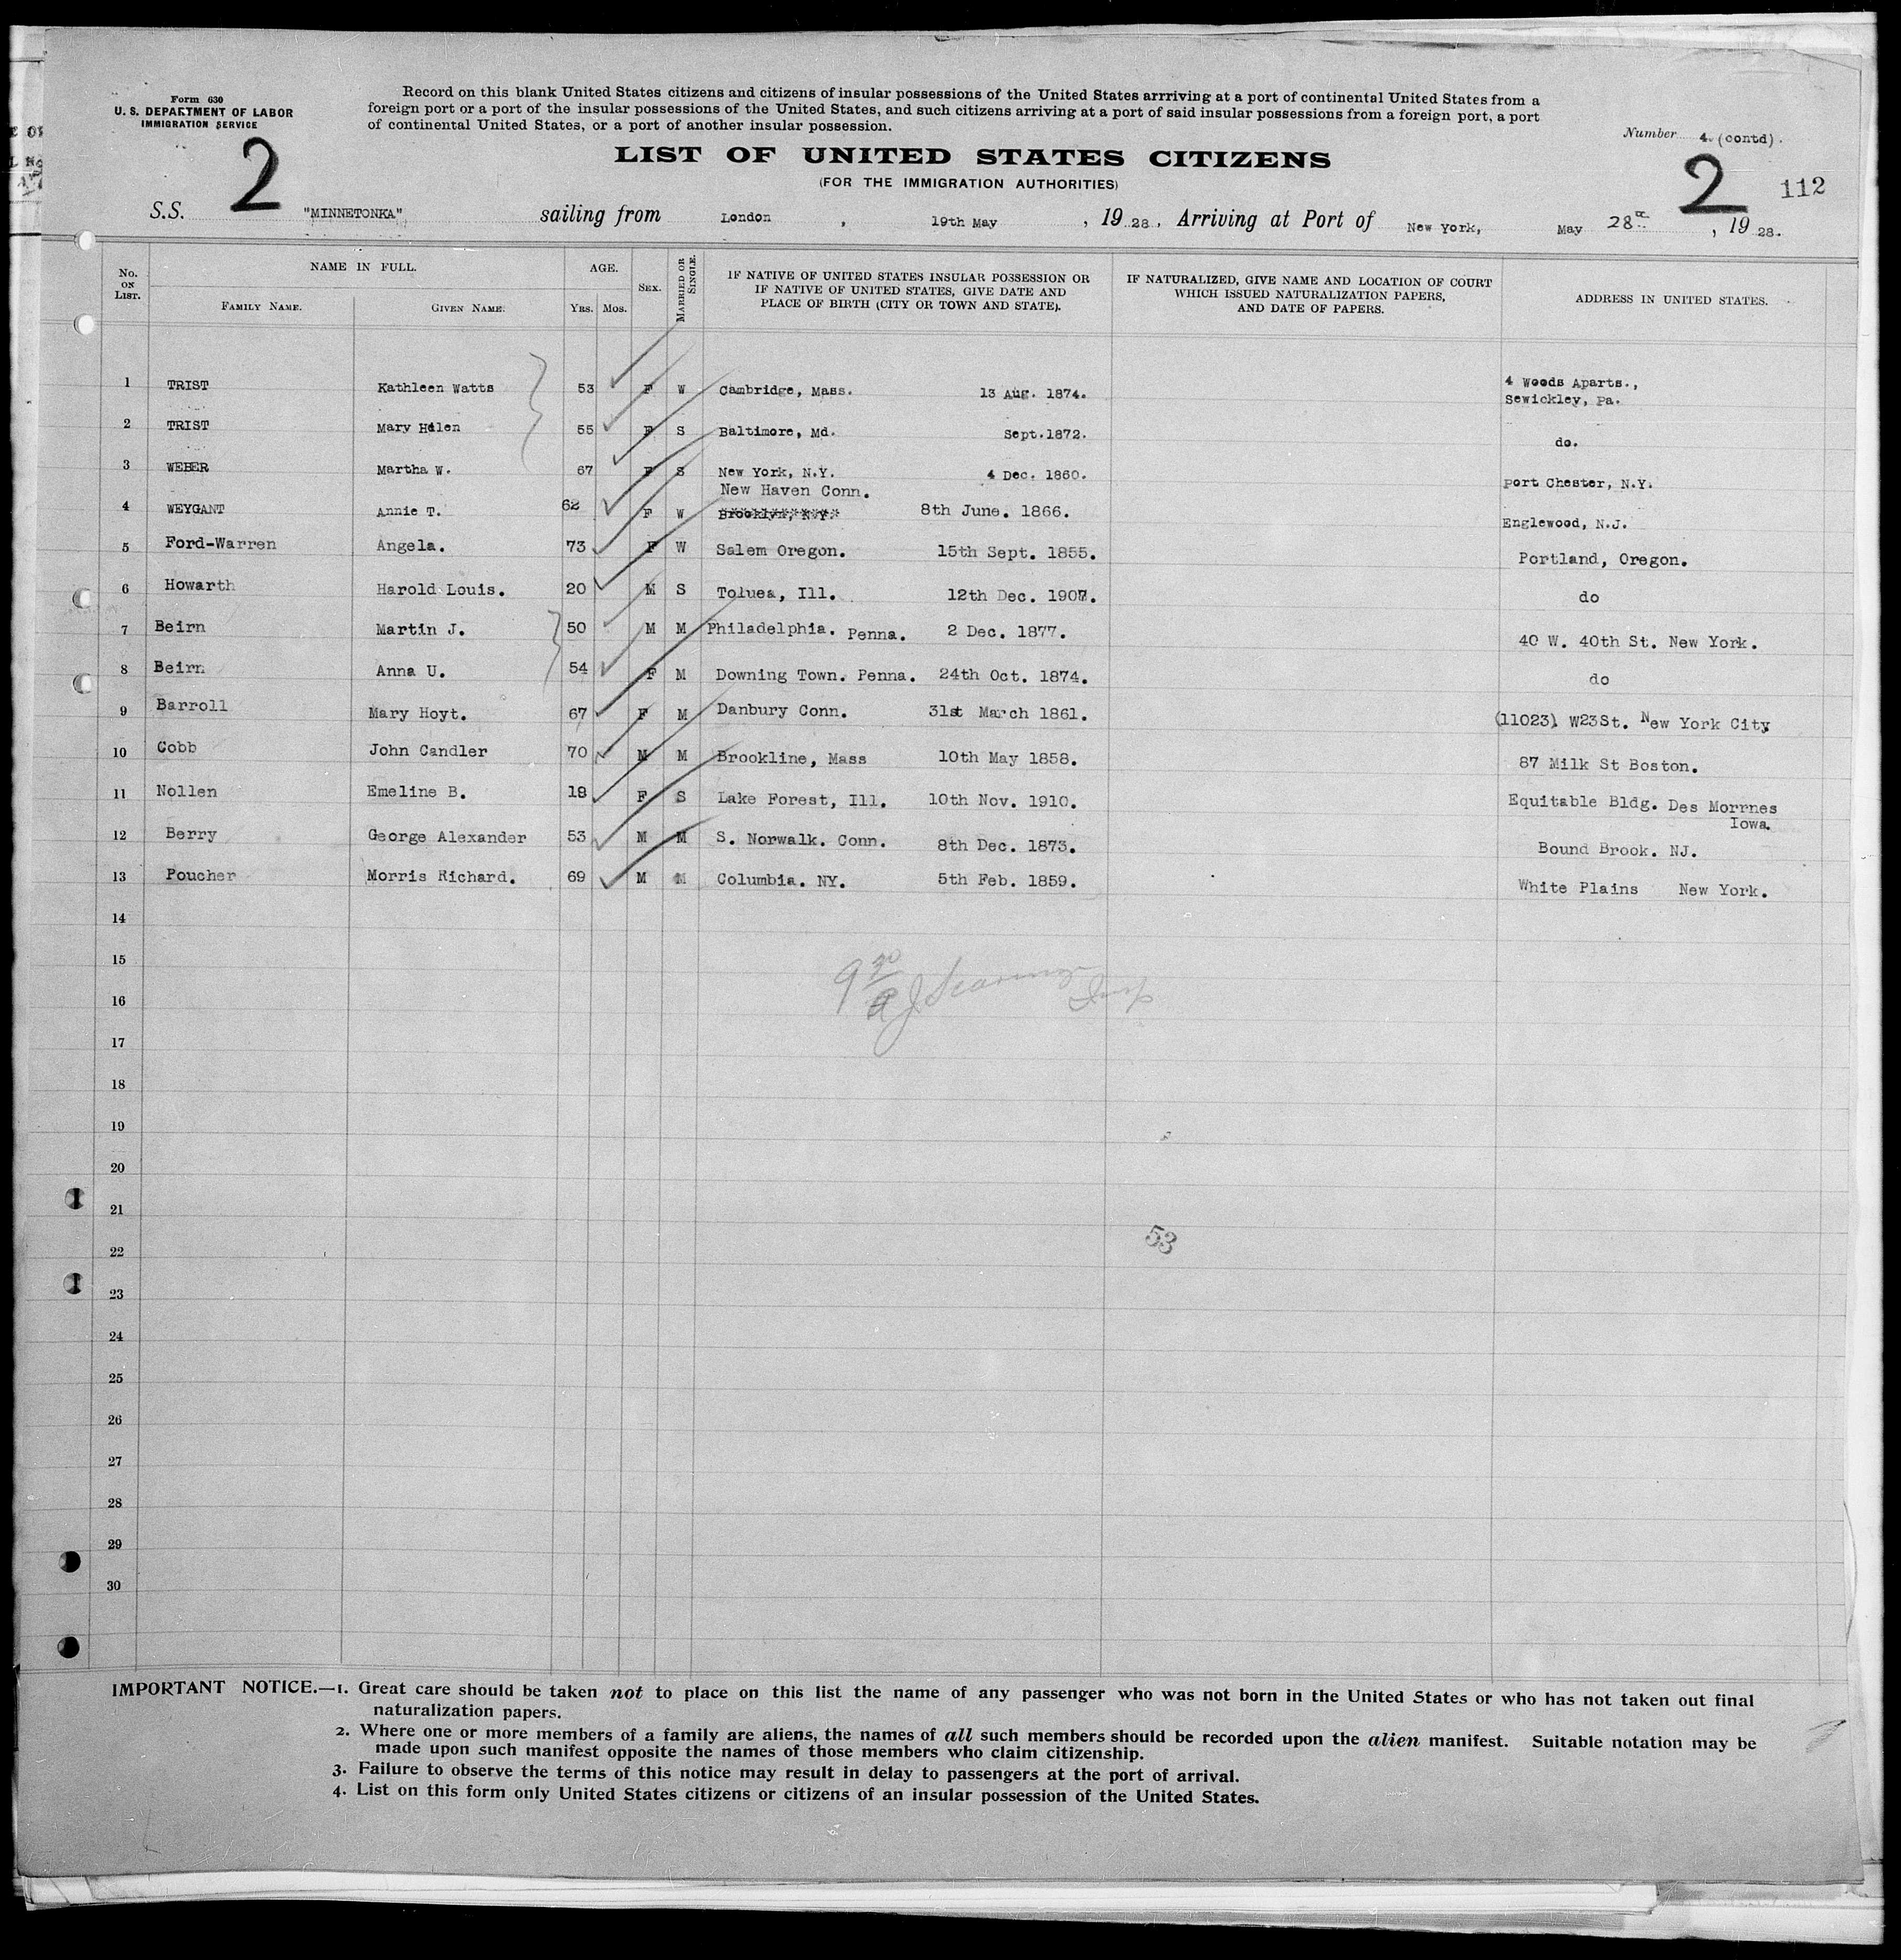 Form 630
U. S. DEPARTMENT OF LABOR
IMMIGRATION SERVICE
Record on this blank United States citizens and citizens of insular possessions of the United States arrriving at a port of continental United States from a
foreign port or a port of the insular possessions of the United States, and such citizens arriving at a port of said insular possessions from a foreign port, a port
of continental United States, or a port of another insular possession.
Number 4. (contd).
LIST OF UNITED STATES CITIZENS
(FOR THE IMMIGRATION AUTHORITIES)
2
2
112
S.S. "MINNETONKA" sailing from London, 19th May, 1928, Arriving at Port of New York, May 28, 1928.
No. ON LIST. NAME IN FULL. AGE. SEX. MARRIED OR SINGLE. IF NATIVE OF UNITED STATES INSULAR POSSESSION OR IF NATIVE OF UNITED STATES, GIVE DATE AND PLACE OF BIRTH (CITY OR TOWN AND STATE). IF NATURALIZED, GIVE NAME AND LOCATION OF COURT WHICH ISSUED NATURALIZATION PAPERS, AND DATE OF PAPERS. ADDRESS IN UNITED STATES.
FAMILY NAME. GIVEN NAME. YRS. MOS.
1 TRIST Kathleen Watts 53 F W Cambridge, Mass. 13 Aug. 1874. 4 Woods Aparts., Sewickley, Pa.
2 TRIST Mary Helen 55 F S Baltimore, Md. Sept. 1872. do.
3 WEBER Martha W. 67 F S New York, N.Y. 4 Dec. 1860. Port Chester, N.Y.
New Haven Conn.
4 WEYGANT Annie T. 62 F W Brooklyn, N.Y. 8th June. 1866. Englewood, N.J.
5 Ford-Warren Angela. 73 F W Salem Oregon. 15th Sept. 1855. Portland, Oregon.
6 Howarth Harold Louis. 20 M S Toluea, Ill. 12th Dec. 1907. do
7 Beirn Martin J. 50 M M Philadelphia. Penna. 2 Dec. 1877. 40 W. 40th St. New York.
8 Beirn Anna U. 54 F M Downing Town. Penna. 24th Oct. 1874. do
9 Barroll Mary Hoyt. 67 F M Danbury Conn. 31st March 1861. (11023) W23St. New York City
10 Cobb John Candler 70 M M Brookline, Mass 10th May 1858. 87 Milk St Boston.
11 Nollen Emeline B. 18 F S Lake Forest, Ill. 10th Nov. 1910. Equitable Bldg. Des Morrnes Iowa.
12 Berry George Alexander 53 M M S. Norwalk. Conn. 8th Dec. 1873. Bound Brook. NJ.
13 Poucher Morris Richard. 69 M M Columbia. NY. 5th Feb. 1859. White Plains New York.
14
15
16
17
18
19
20
21
22
23
24
25
26
27
28
29
30
53
IMPORTANT NOTICE.—1. Great care should be taken not to place on this list the name of any passenger who was not born in the United States or who has not taken out final
naturalization papers.
2. Where one or more members of a family are aliens, the names of all such members should be recorded upon the alien manifest. Suitable notation may be
made upon such manifest opposite the names of those members who claim citizenship.
3. Failure to observe the terms of this notice may result in delay to passengers at the port of arrival.
4. List on this form only United States citizens or citizens of an insular possession of the United States.